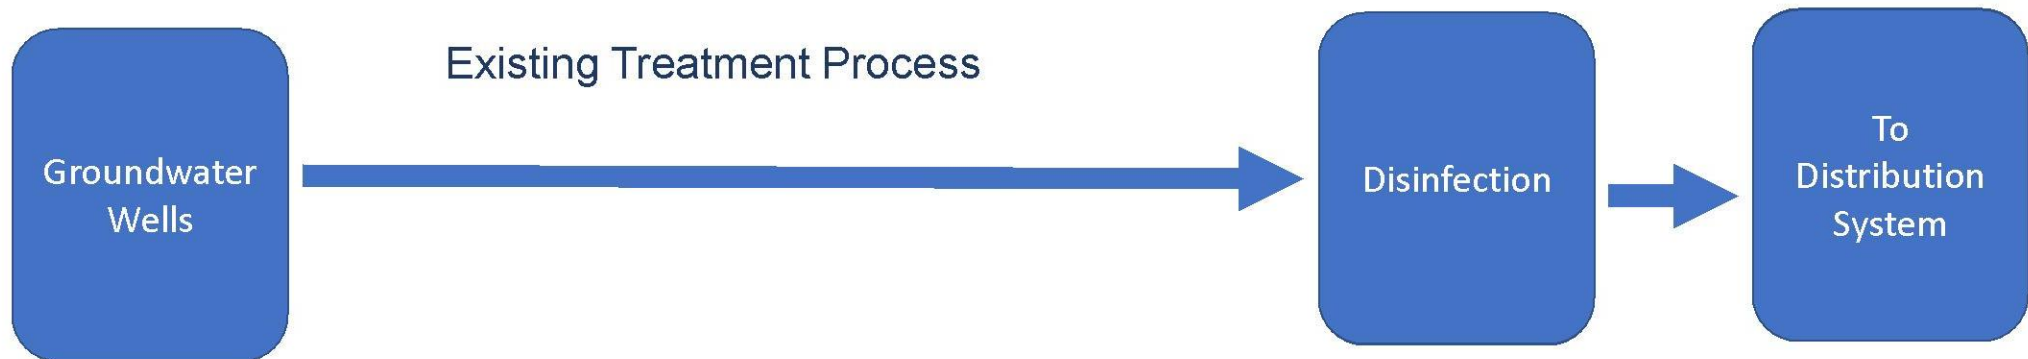 Existing Treatment Process
Groundwater
Wells
Disinfection
To
Distribution
System